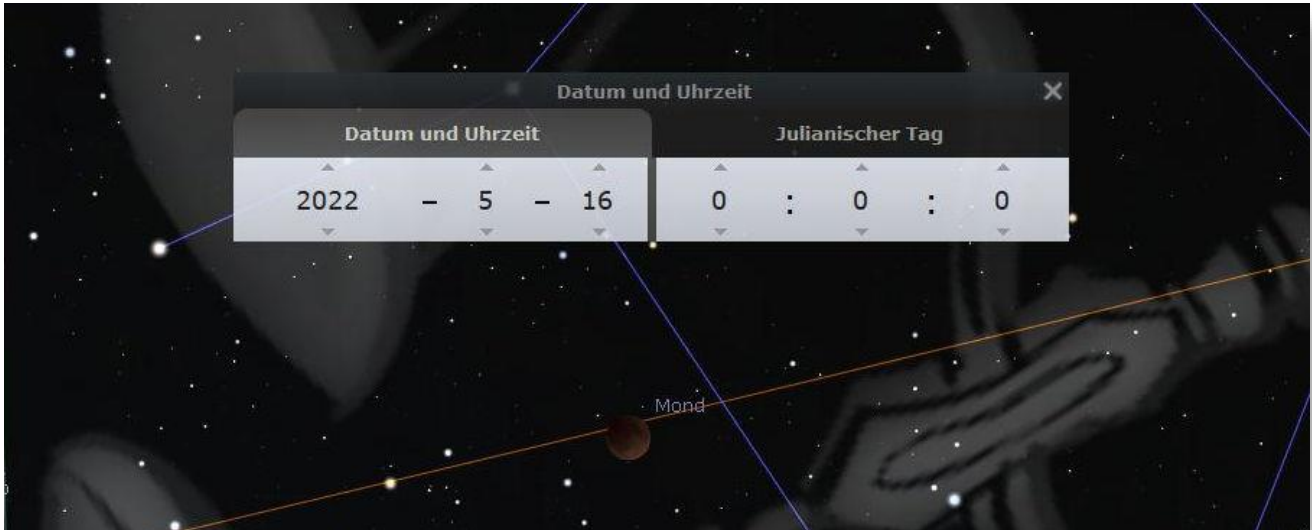 Datum und Uhrzeit
Datum und Uhrzeit Julianischer Tag
2022 – 5 – 16 0 : 0 : 0
Mond